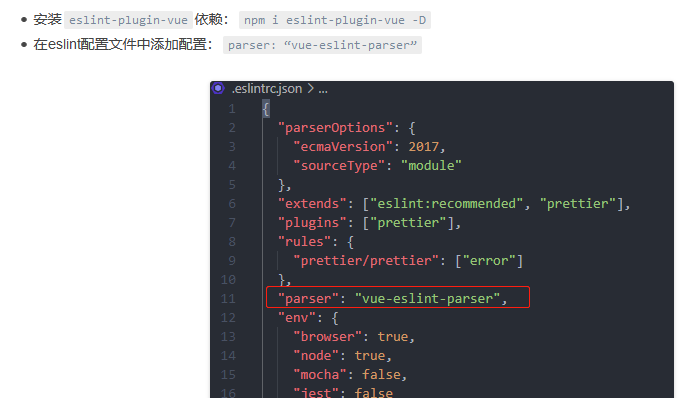 安装 eslint-plugin-vue 依赖： npm i eslint-plugin-vue -D
在eslint配置文件中添加配置： parser: “vue-eslint-parser”
.eslintrc.json > ...
1 {
2 "parserOptions": {
3 "ecmaVersion": 2017,
4 "sourceType": "module"
5 },
6 "extends": ["eslint:recommended", "prettier"],
7 "plugins": ["prettier"],
8 "rules": {
9 "prettier/prettier": ["error"]
10 },
11 "parser": "vue-eslint-parser",
12 "env": {
13 "browser": true,
14 "node": true,
15 "mocha": false,
16 "jest": false